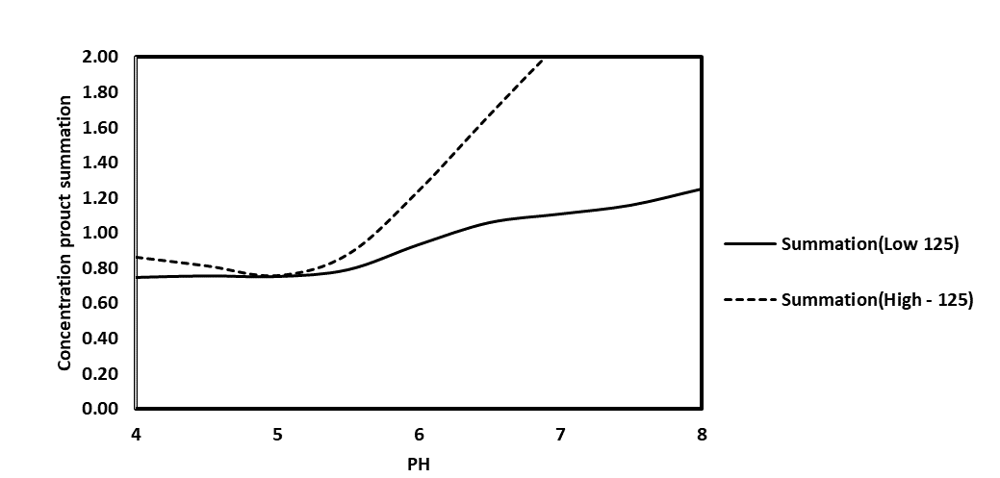 2.00
1.80
1.60
1.40
1.20
1.00
0.80
0.60
0.40
0.20
0.00
Concentration prouct summation
4 5 6 7 8
PH
Summation(Low 125)
Summation(High - 125)